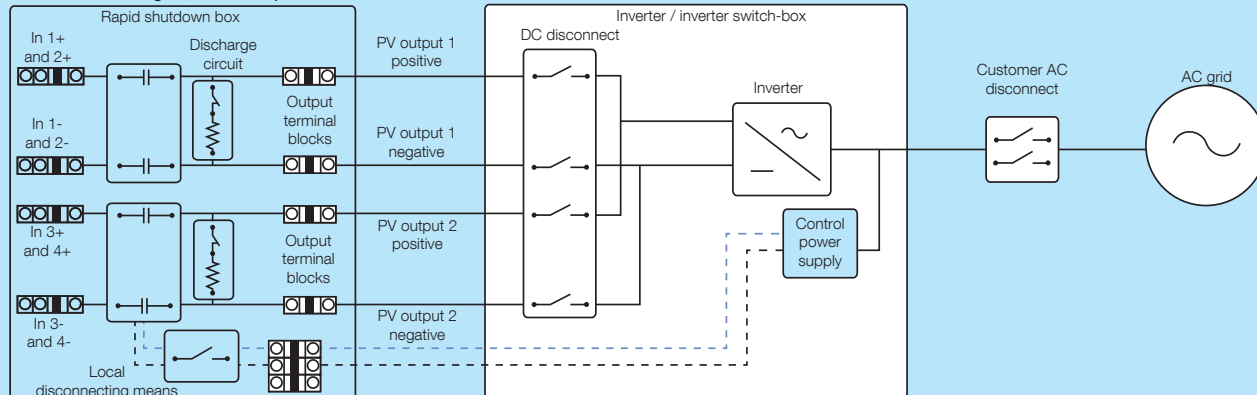 Rapid shutdown box
Inverter / inverter switch-box
In 1+
and 2+
Discharge
circuit
PV output 1
positive
DC disconnect
Customer AC
disconnect
AC grid
Inverter
Output
terminal
blocks
In 1-
and 2-
PV output 1
negative
In 3+
and 4+
Output
terminal
blocks
PV output 2
positive
Control
power
supply
In 3-
and 4-
PV output 2
negative
Local
disconnecting means